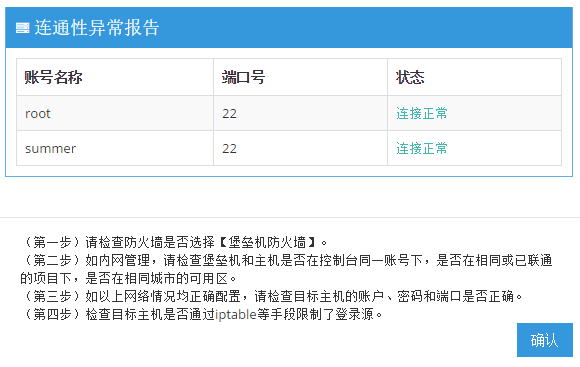 连通性异常报告
账号名称 端口号 状态
root 22 连接正常
summer 22 连接正常
（第一步）请检查防火墙是否选择【堡垒机防火墙】。
（第二步）如内网管理，请检查堡垒机和主机是否在控制台同一账号下，是否在相同或已联通
的项目下，是否在相同城市的可用区。
（第三步）如以上网络情况均正确配置，请检查目标主机的账户、密码和端口是否正确。
（第四步）检查目标主机是否通过iptable等手段限制了登录源。
确认